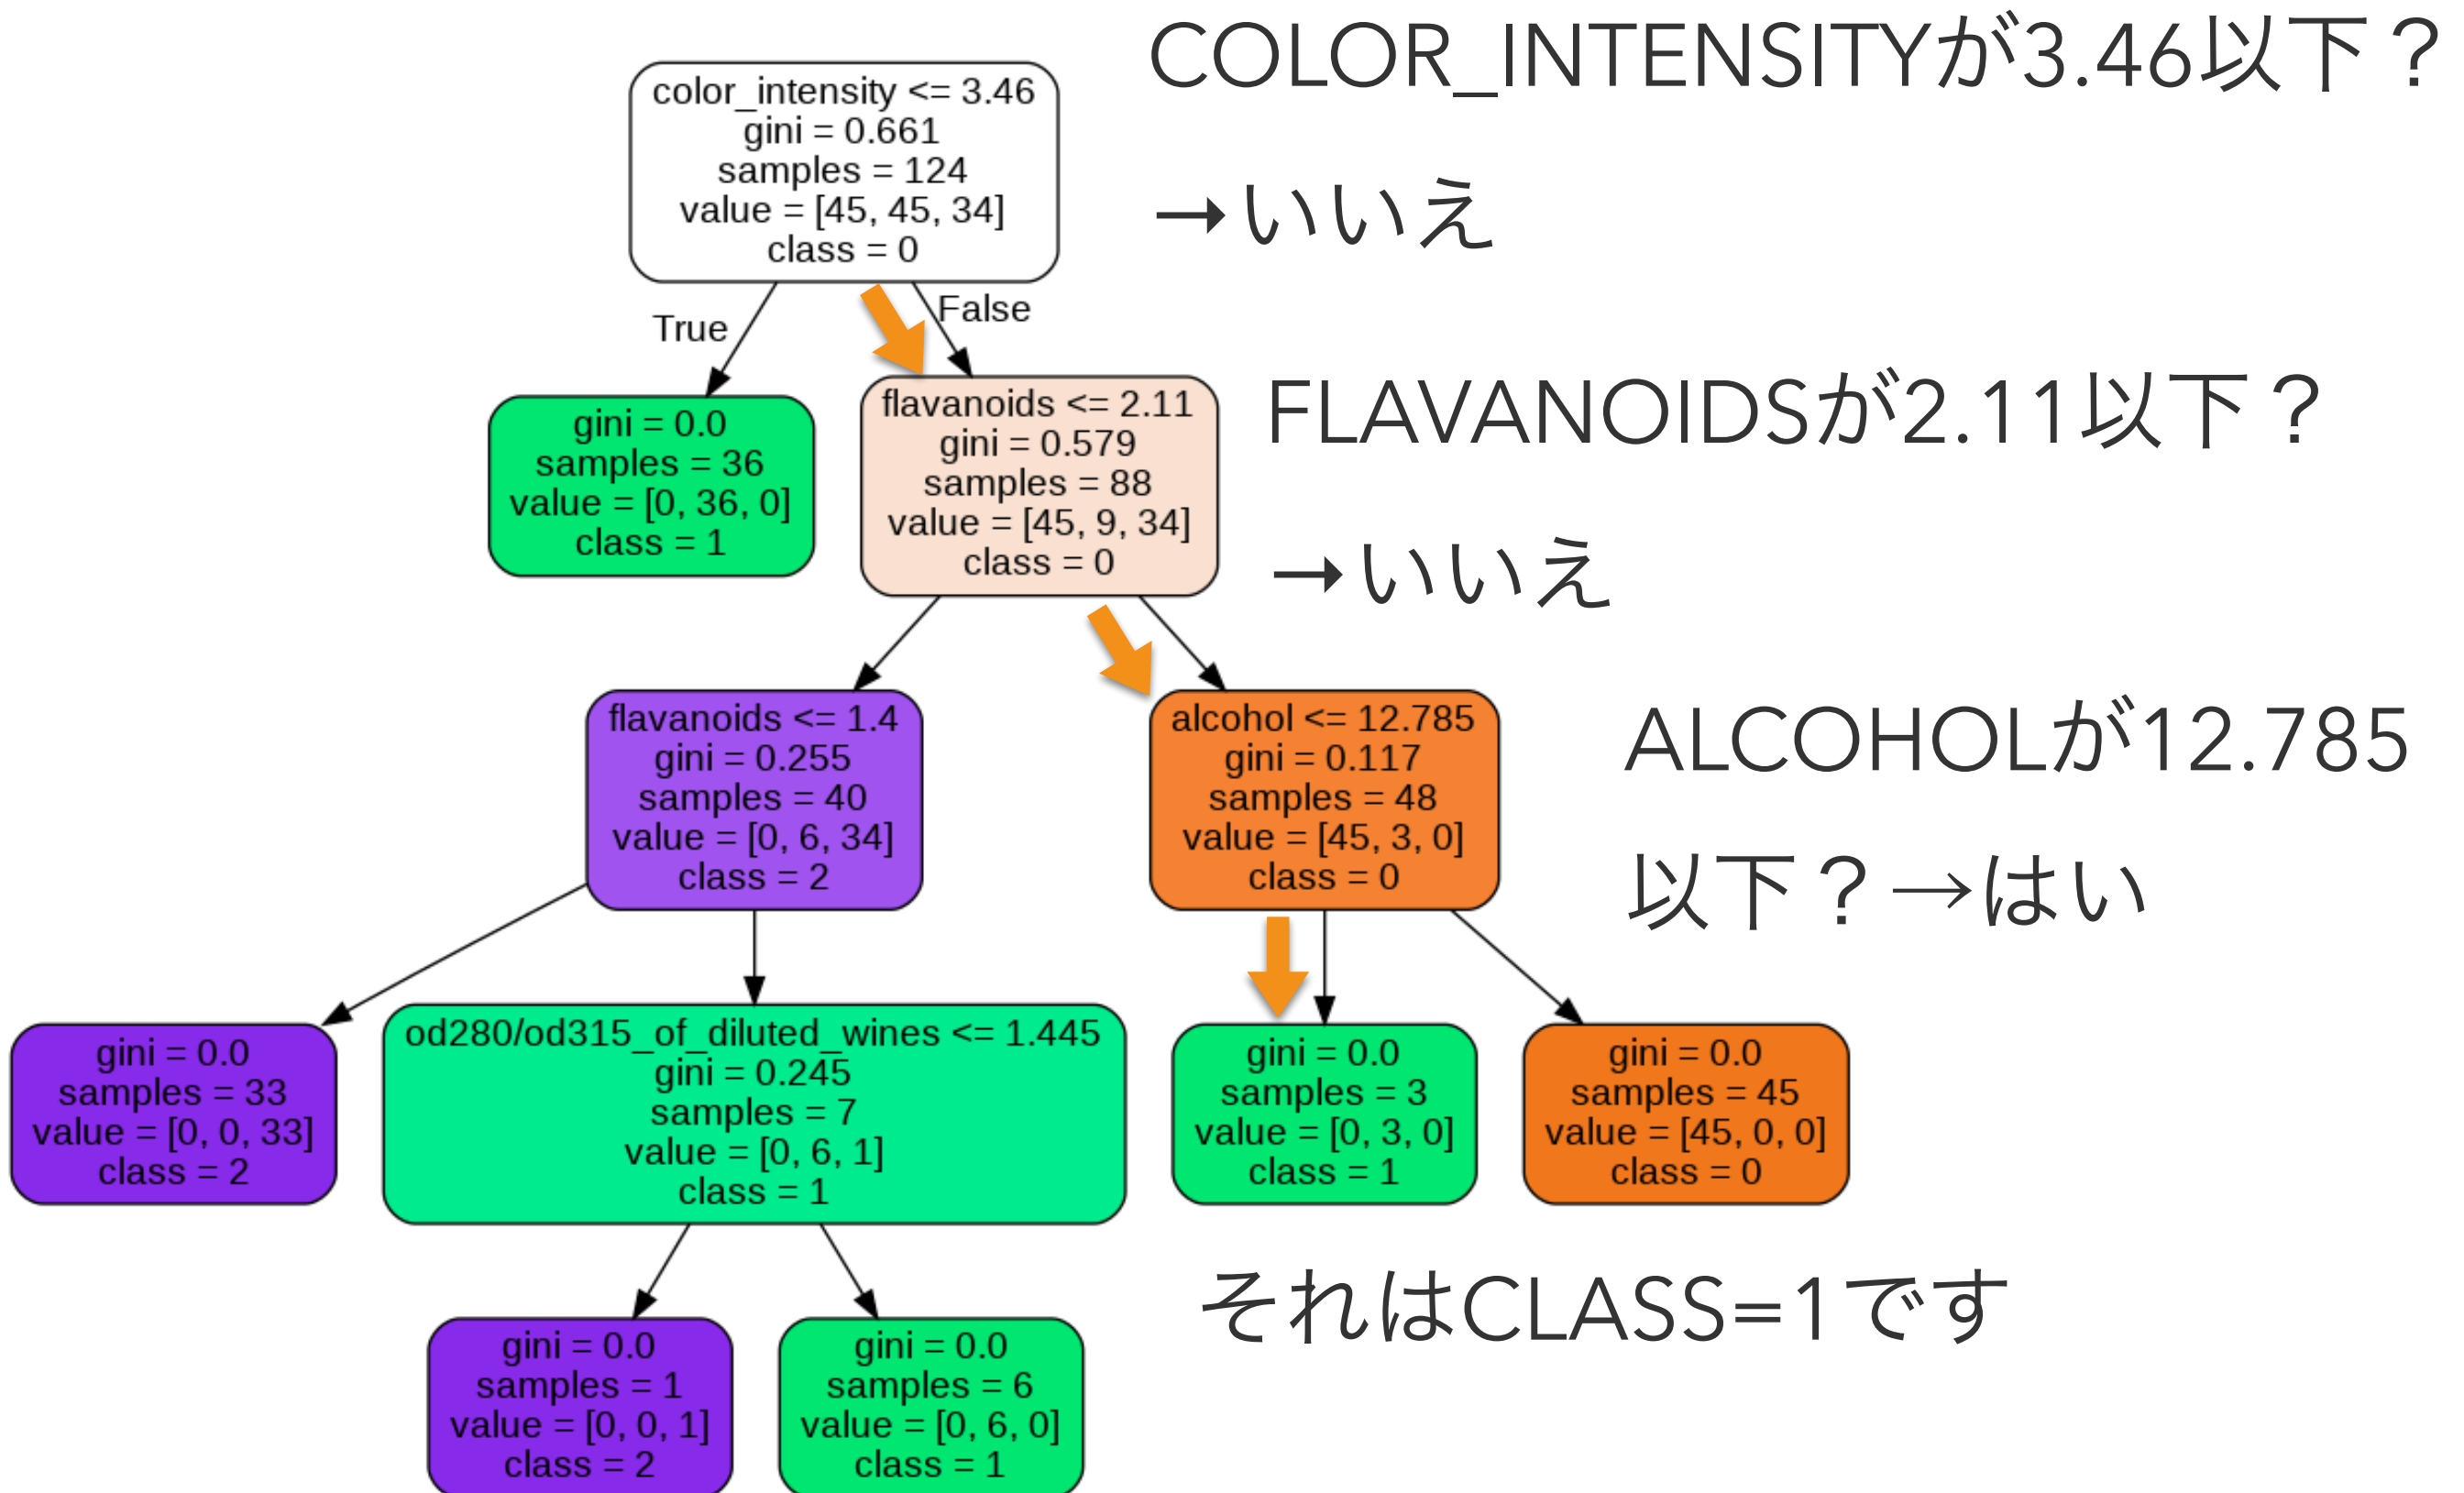 COLOR_INTENSITYが3.46以下？
→いいえ
color_intensity <= 3.46
gini = 0.661
samples = 124
value = [45, 45, 34]
class = 0
True
False
gini = 0.0
samples = 36
value = [0, 36, 0]
class = 1
flavanoids <= 2.11
gini = 0.579
samples = 88
value = [45, 9, 34]
class = 0
FLAVANOIDSが2.11以下？
→いいえ
flavanoids <= 1.4
gini = 0.255
samples = 40
value = [0, 6, 34]
class = 2
alcohol <= 12.785
gini = 0.117
samples = 48
value = [45, 3, 0]
class = 0
ALCOHOLが12.785
以下？→はい
gini = 0.0
samples = 33
value = [0, 0, 33]
class = 2
od280/od315_of_diluted_wines <= 1.445
gini = 0.245
samples = 7
value = [0, 6, 1]
class = 1
gini = 0.0
samples = 3
value = [0, 3, 0]
class = 1
gini = 0.0
samples = 45
value = [45, 0, 0]
class = 0
それはCLASS=1です
gini = 0.0
samples = 1
value = [0, 0, 1]
class = 2
gini = 0.0
samples = 6
value = [0, 6, 0]
class = 1